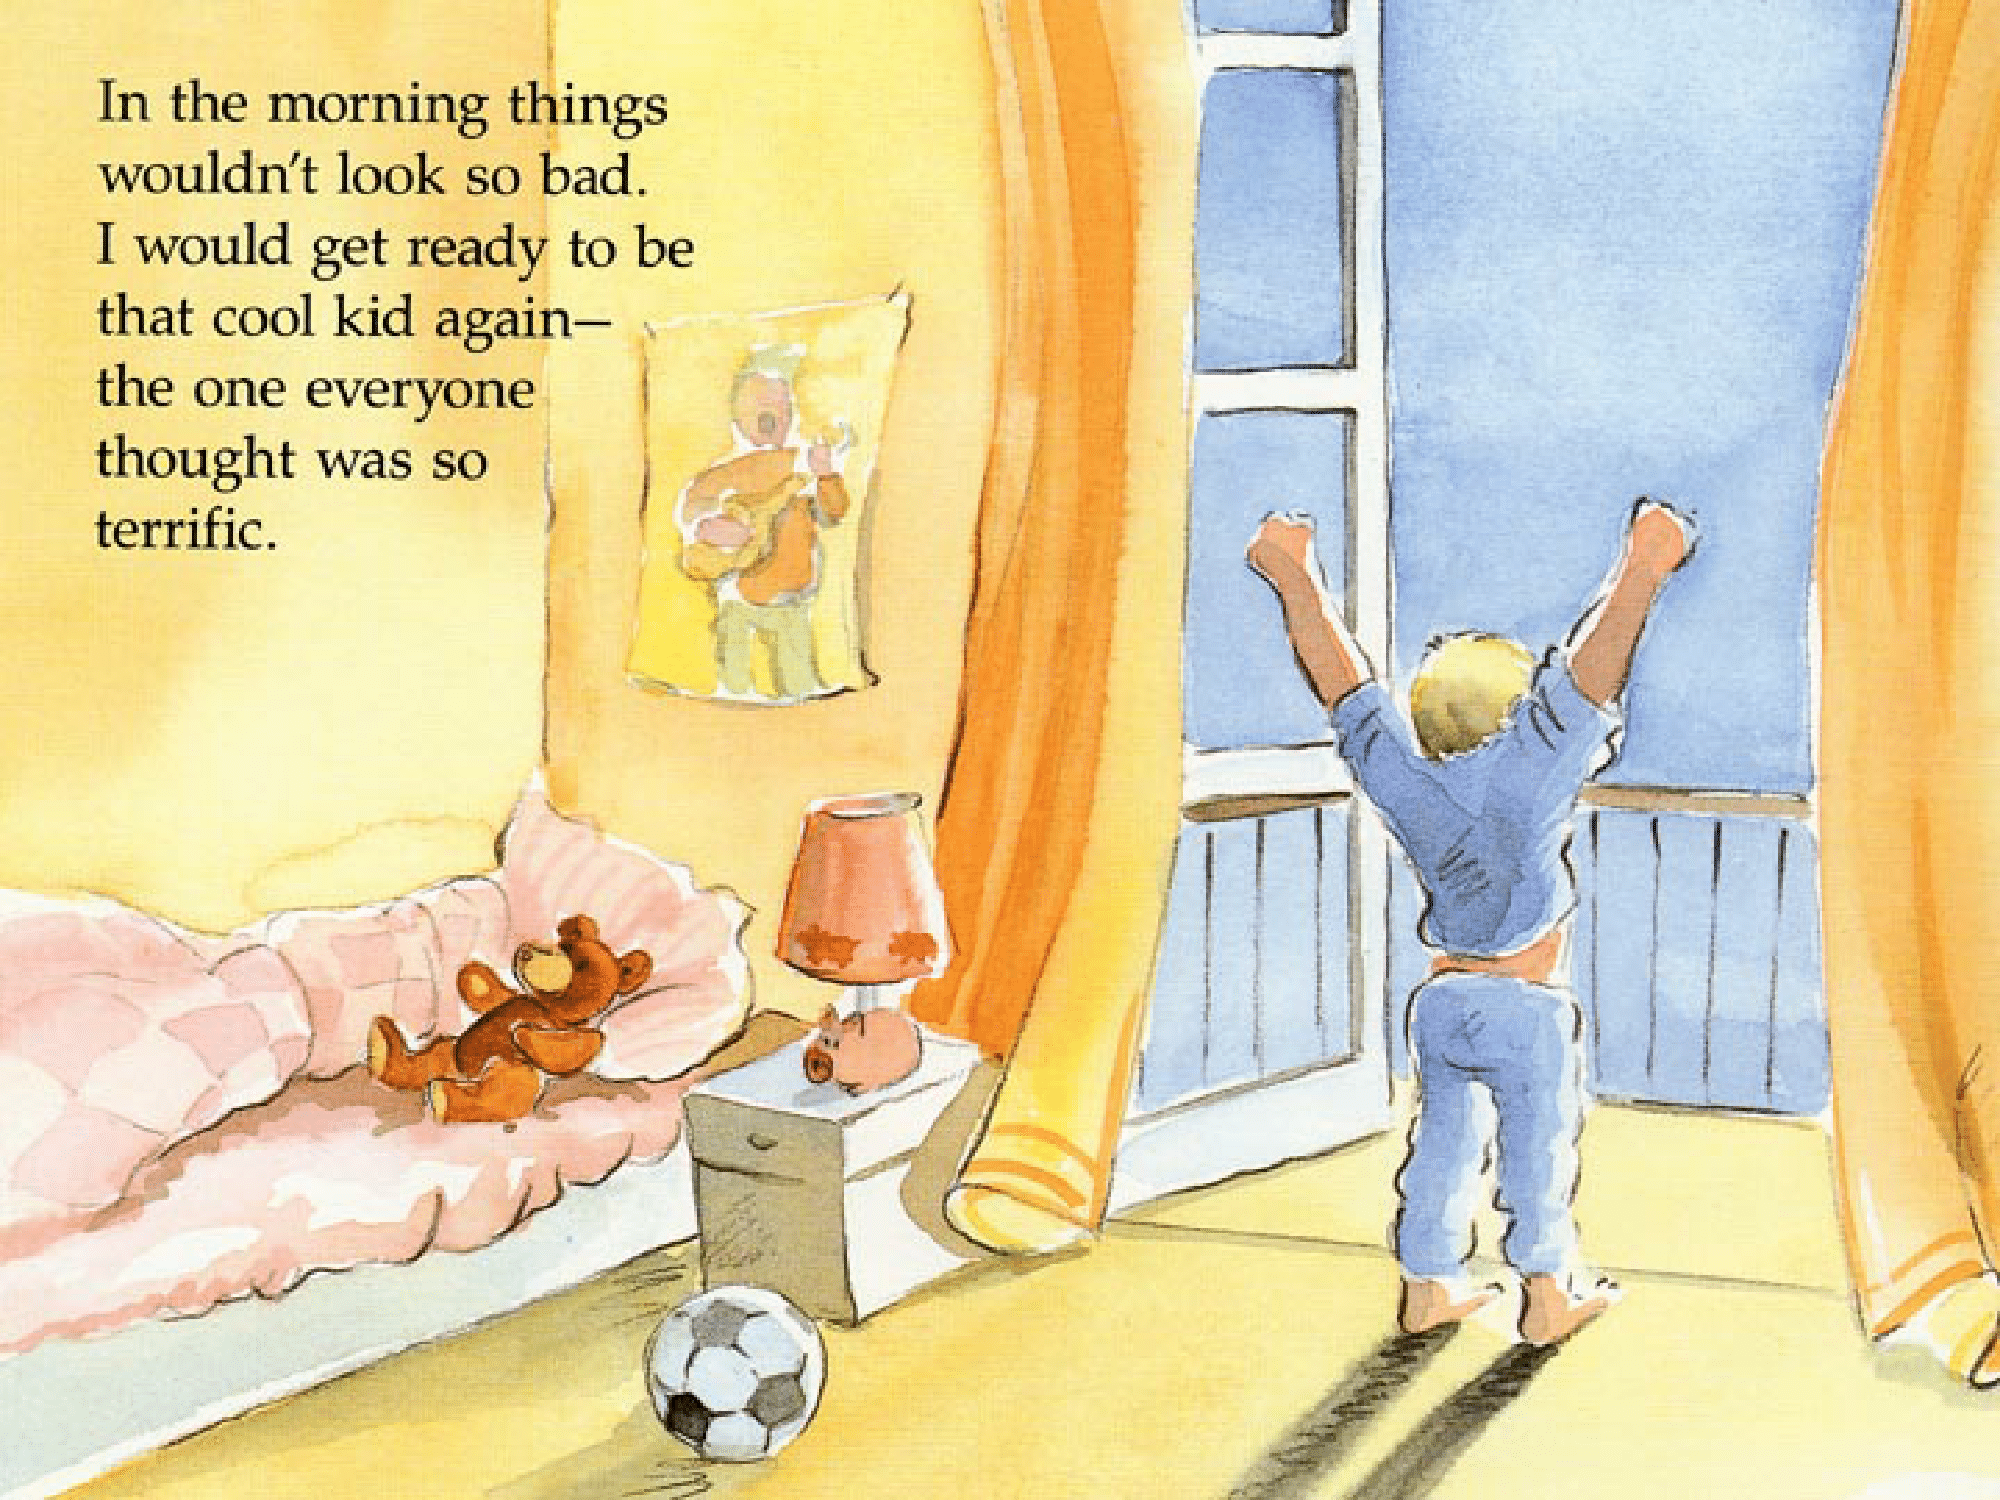 In the morning things
wouldn't look so bad.
I would get ready to be
that cool kid again—
the one everyone
thought was so
terrific.